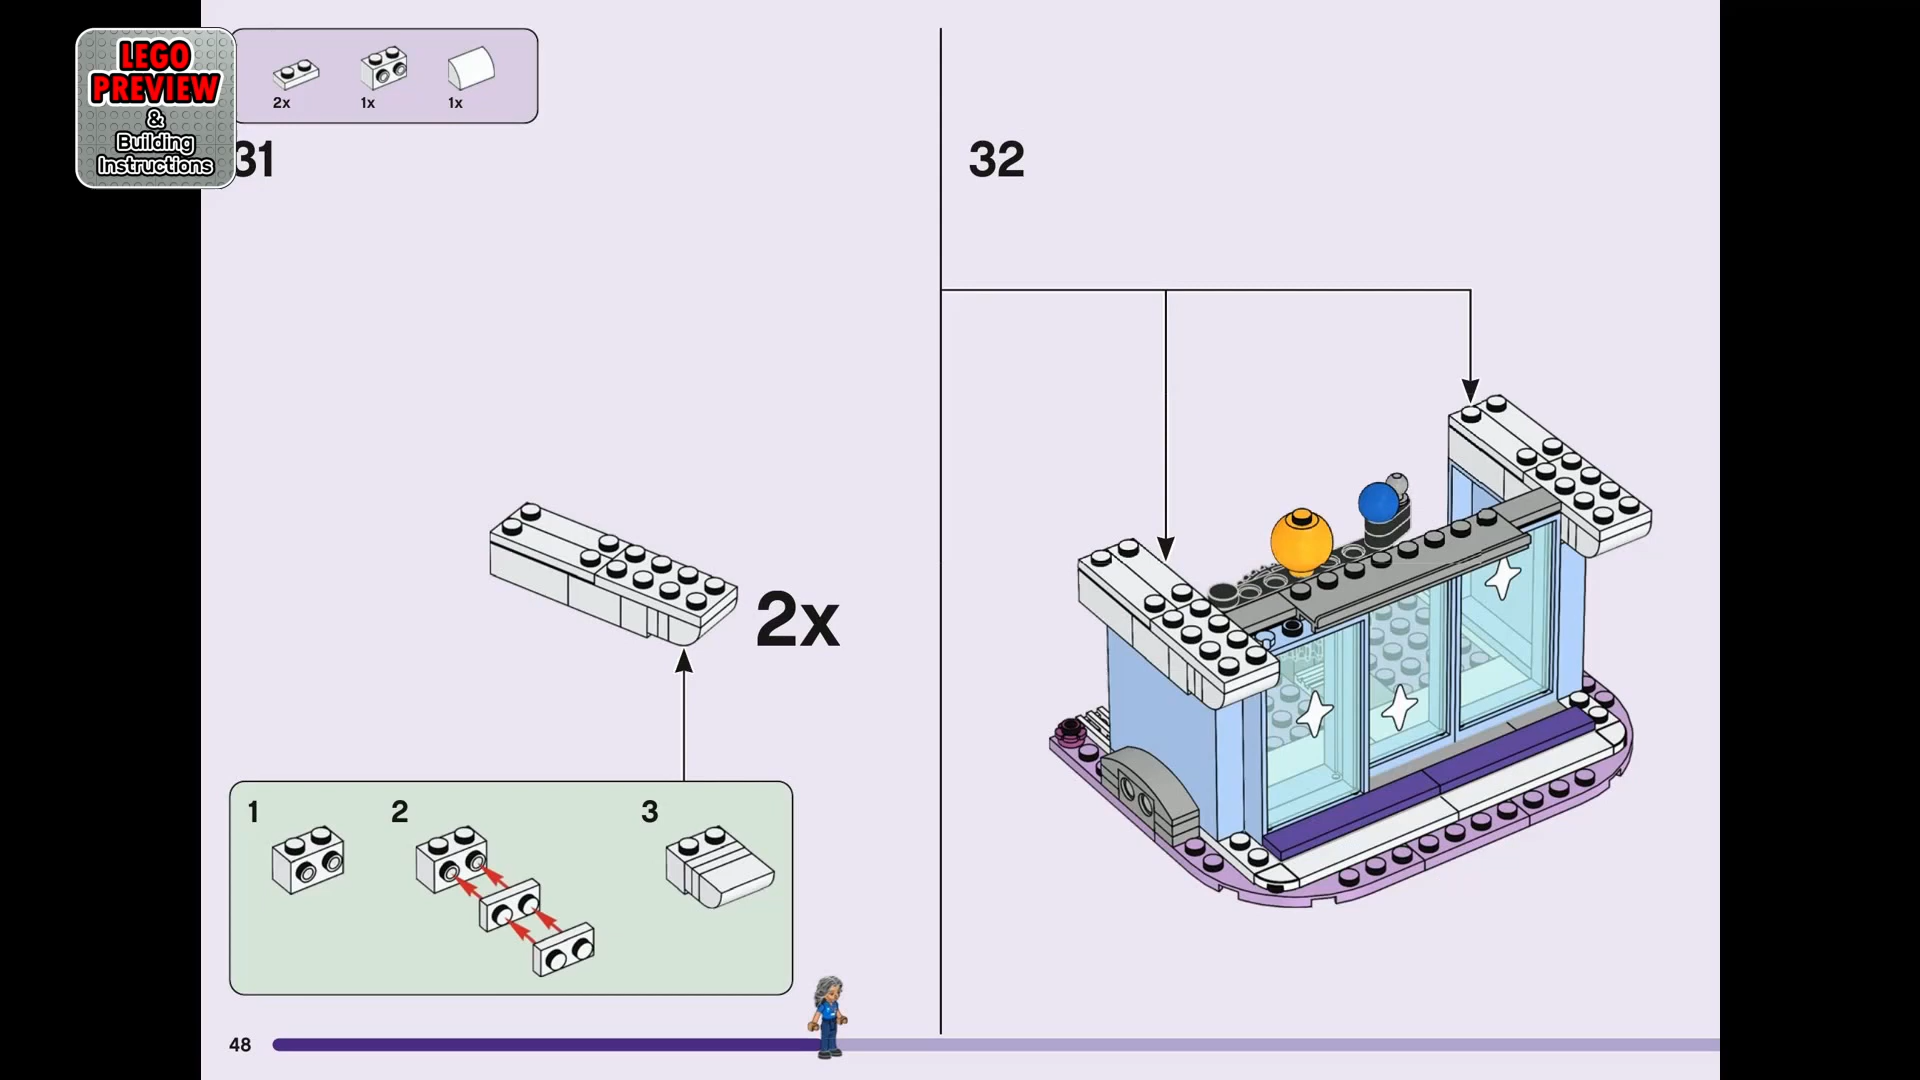 LEGO
PREVIEW
&
Building
Instructions
2x
1x
1x
31
32
2x
1
2
3
48